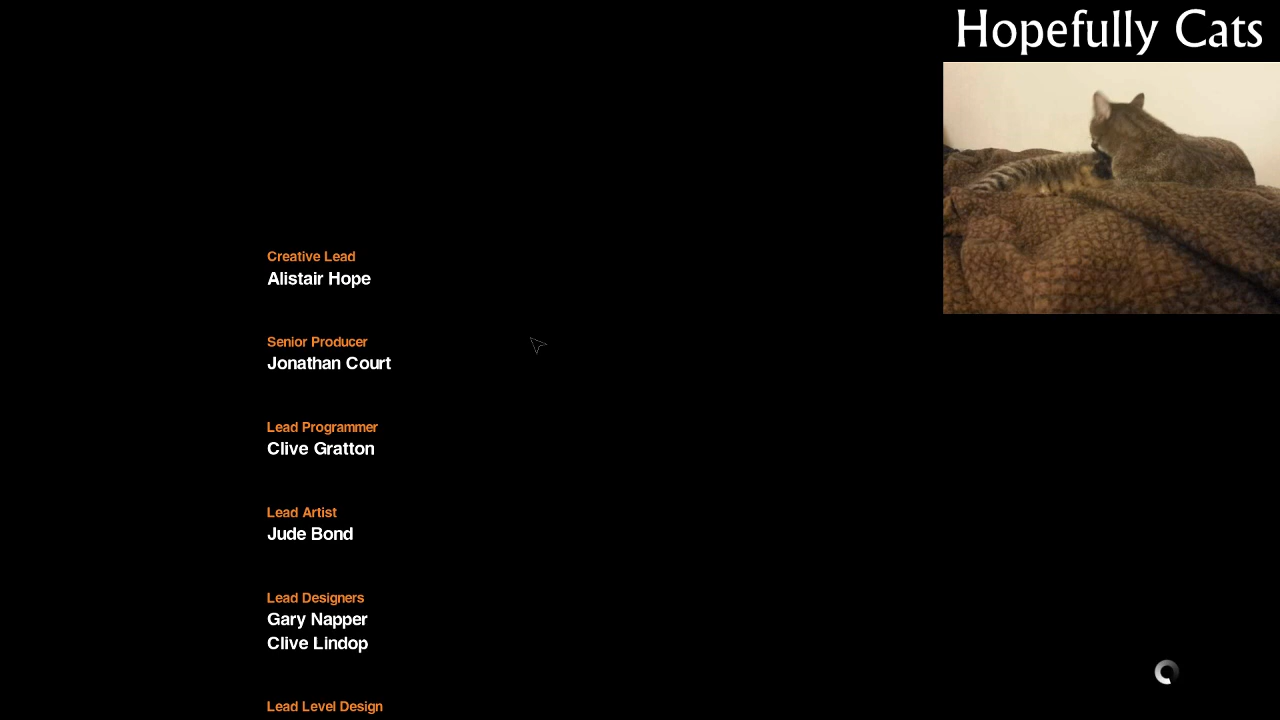 Hopefully Cats
Creative Lead
Alistair Hope
Senior Producer
Jonathan Court
Lead Programmer
Clive Gratton
Lead Artist
Jude Bond
Lead Designers
Gary Napper
Clive Lindop
Lead Level Design